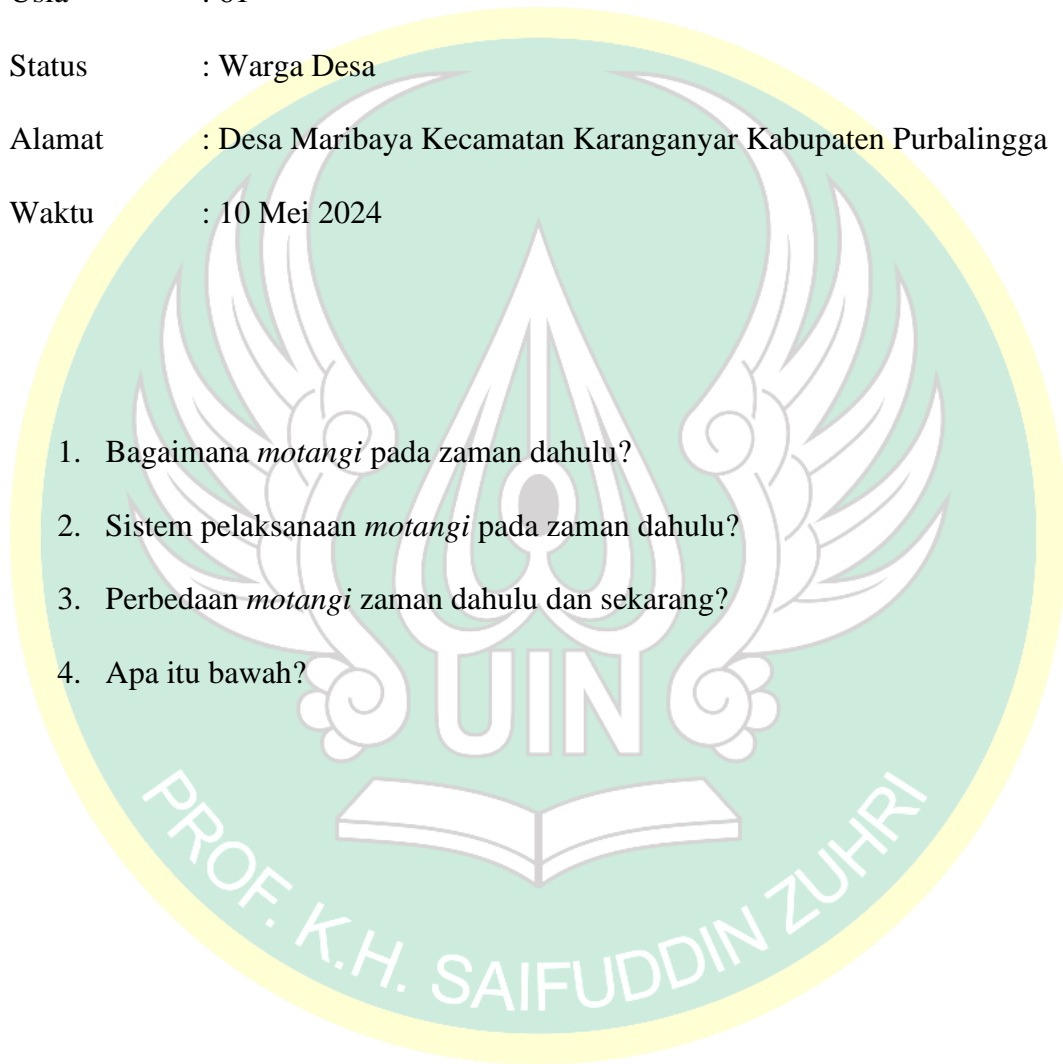 Status : Warga Desa
Alamat : Desa Maribaya Kecamatan Karanganyar Kabupaten Purbalingga
Waktu : 10 Mei 2024
1. Bagaimana motangi pada zaman dahulu?
2. Sistem pelaksanaan motangi pada zaman dahulu?
3. Perbedaan motangi zaman dahulu dan sekarang?
4. Apa itu bawah?
UIN
PROF. K.H. SAIFUDDIN ZUHRI